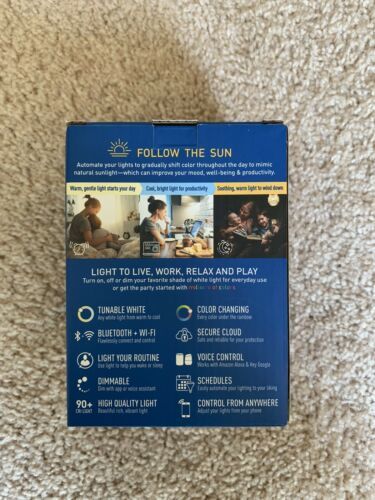 FOLLOW THE SUN
Automate your lights to gradually shift color throughout the day to mimic
natural sunlight—which can improve your mood, well-being & productivity.
Warm, gentle light starts your day
Cool, bright light for productivity
Soothing, warm light to wind down
LIGHT TO LIVE, WORK, RELAX AND PLAY
Turn on, off or dim your favorite shade of white light for everyday use
or get the party started with millions of colors
TUNABLE WHITE
Any white light from warm to cool
COLOR CHANGING
Every color under the rainbow
BLUETOOTH + WI-FI
Flawlessly connect and control
SECURE CLOUD
Safe and reliable for your protection
LIGHT YOUR ROUTINE
Use light to help you wake or sleep
VOICE CONTROL
Works with Amazon Alexa & Hey Google
DIMMABLE
Dim with app or voice assistant
SCHEDULES
Easily automate your lighting to your liking
90+
CRI LIGHT
HIGH QUALITY LIGHT
Beautiful rich, vibrant light
CONTROL FROM ANYWHERE
Adjust your lights from your phone